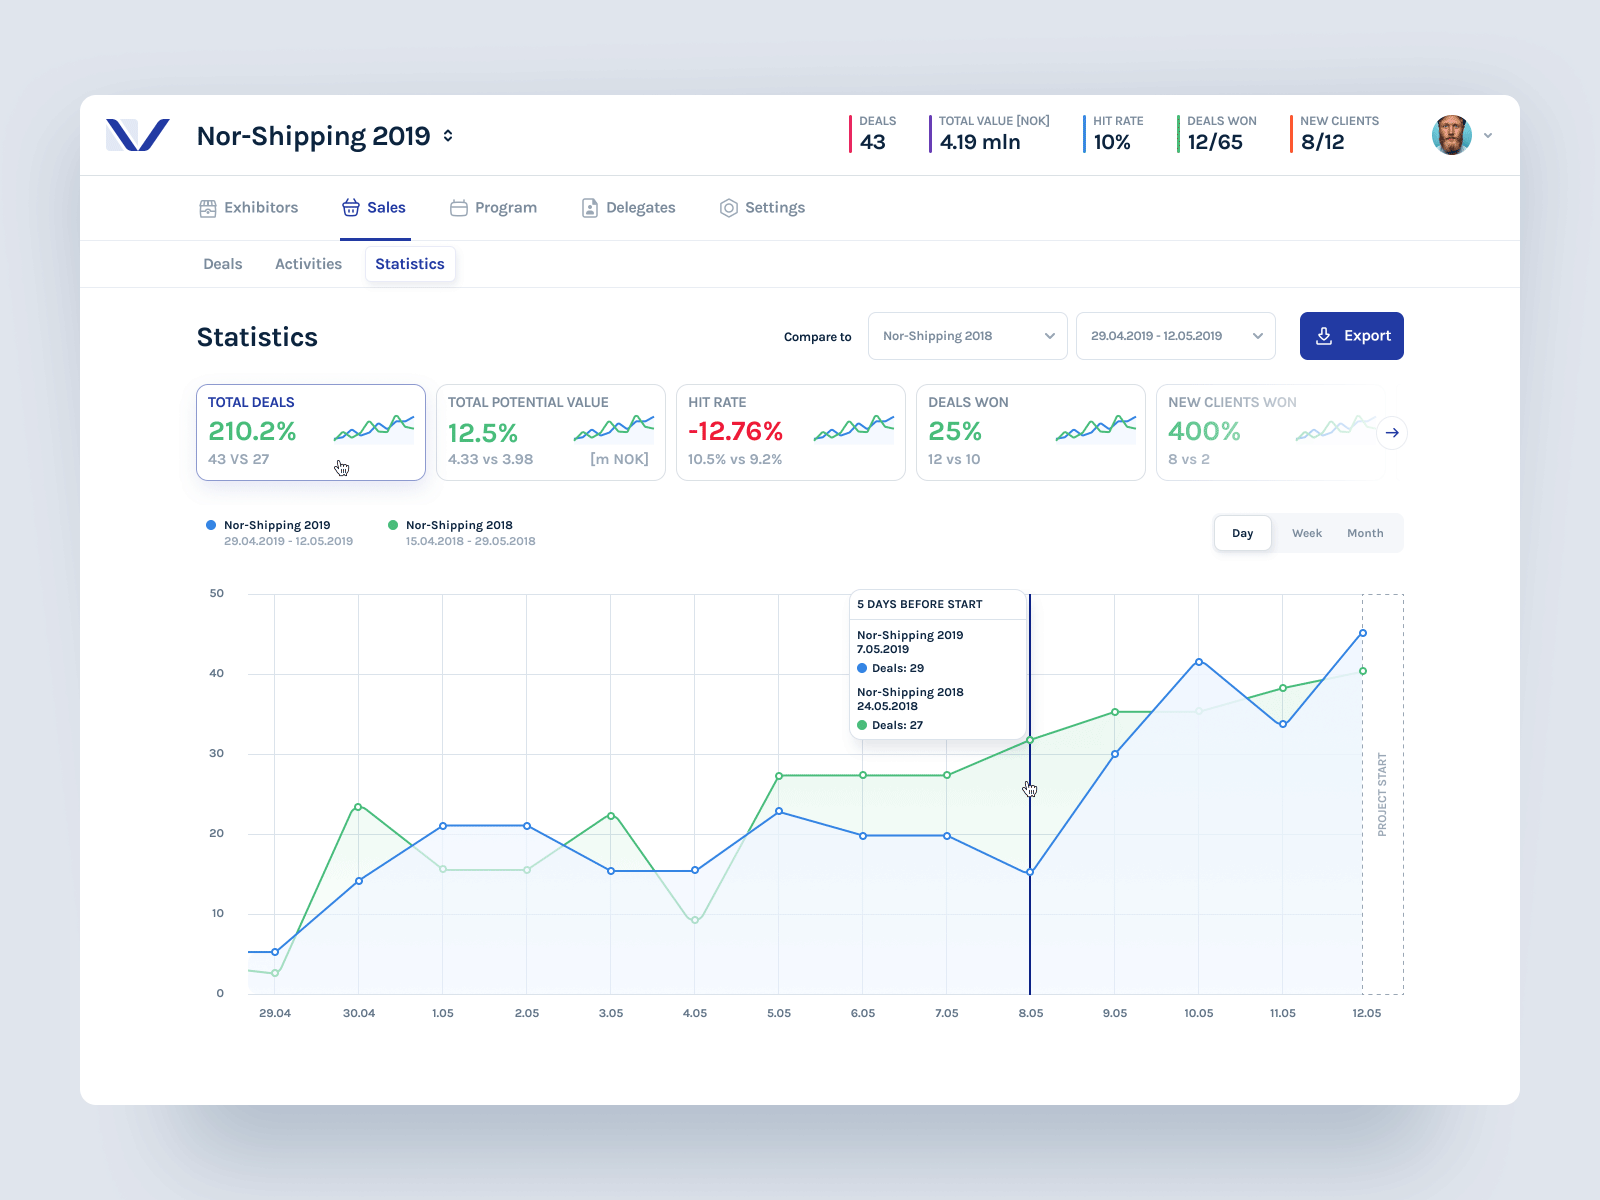 Nor-Shipping 2019
DEALS
43
TOTAL VALUE [NOK]
4.19 mln
HIT RATE
10%
DEALS WON
12/65
NEW CLIENTS
8/12
Exhibitors
Sales
Program
Delegates
Settings
Deals
Activities
Statistics
Statistics
Compare to
Nor-Shipping 2018
29.04.2019 - 12.05.2019
Export
TOTAL DEALS
210.2%
43 VS 27
TOTAL POTENTIAL VALUE
12.5%
4.33 vs 3.98
[m NOK]
HIT RATE
-12.76%
10.5% vs 9.2%
DEALS WON
25%
12 vs 10
NEW CLIENTS WON
400%
8 vs 2
Nor-Shipping 2019
29.04.2019 - 12.05.2019
Nor-Shipping 2018
15.04.2018 - 29.05.2018
Day
Week
Month
50
40
30
20
10
0
5 DAYS BEFORE START
Nor-Shipping 2019
7.05.2019
Deals: 29
Nor-Shipping 2018
24.05.2018
Deals: 27
PROJECT START
29.04
30.04
1.05
2.05
3.05
4.05
5.05
6.05
7.05
8.05
9.05
10.05
11.05
12.05